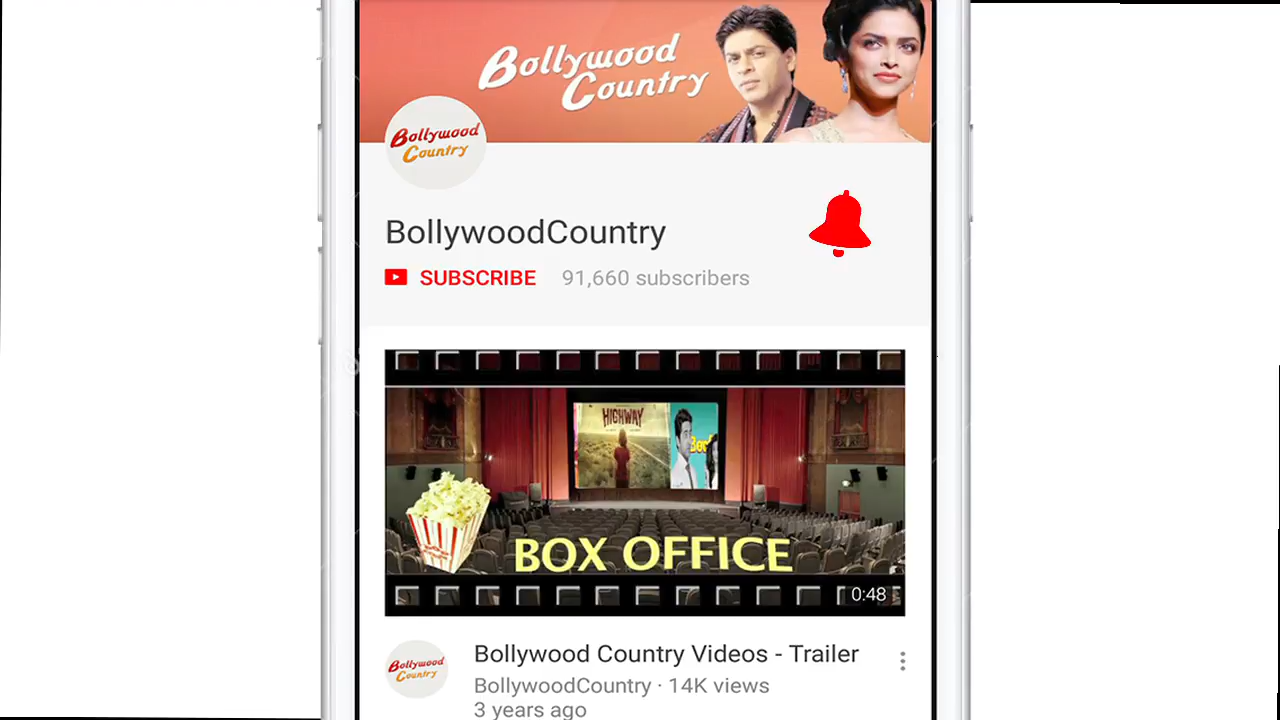 Bollywood
Country
Bollywood
Country
BollywoodCountry
SUBSCRIBE 91,660 subscribers
HIGHWAY
BOX OFFICE
0:48
Bollywood
Country
Bollywood Country Videos - Trailer
BollywoodCountry · 14K views
3 years ago